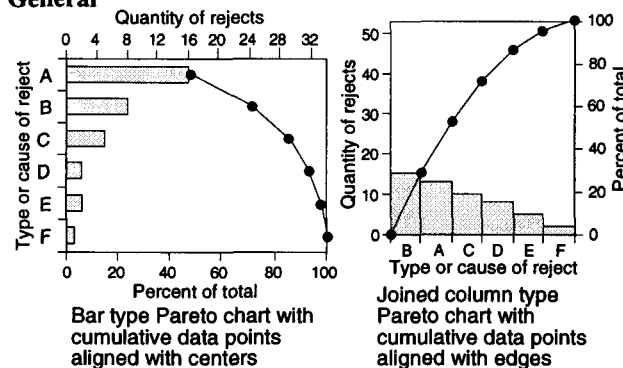 General
Quantity of rejects
0 4 8 12 16 20 24 28 32
Type or cause of reject
A
B
C
D
E
F
0 20 40 60 80 100
Percent of total
Bar type Pareto chart with
cumulative data points
aligned with centers
Quantity of rejects
50
40
30
20
10
0
100
80
60
40
20
0
Percent of total
B A C D E F
Type or cause of reject
Joined column type
Pareto chart with
cumulative data points
aligned with edges